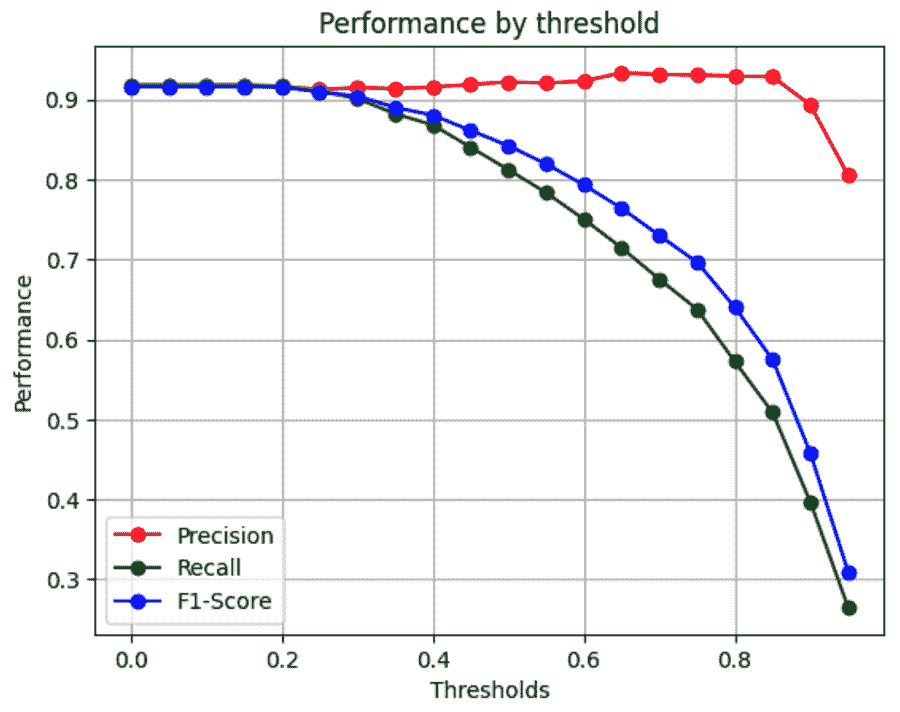 Performance by threshold
0.9
0.8
0.7
0.6
0.5
0.4
0.3
Performance
Precision
Recall
F1-Score
0.0 0.2 0.4 0.6 0.8
Thresholds